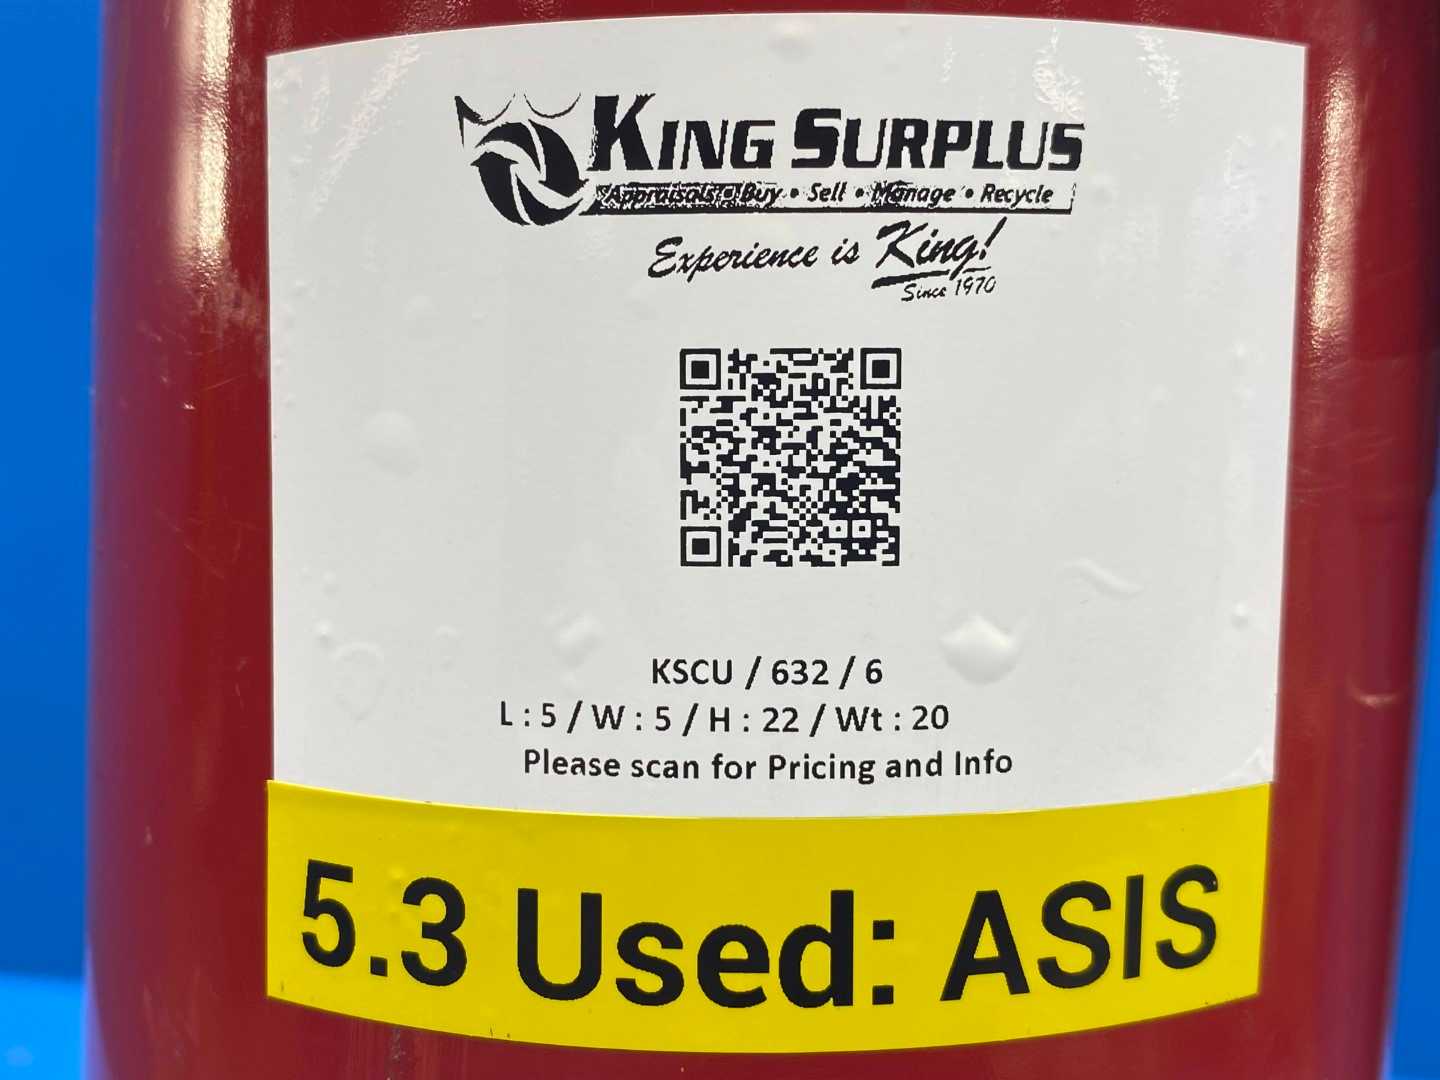 KING SURPLUS
Appraisals • Buy • Sell • Manage • Recycle
Experience is King!
Since 1970
KSCU / 632 / 6
L : 5 / W : 5 / H : 22 / Wt : 20
Please scan for Pricing and Info
5.3 Used: ASIS